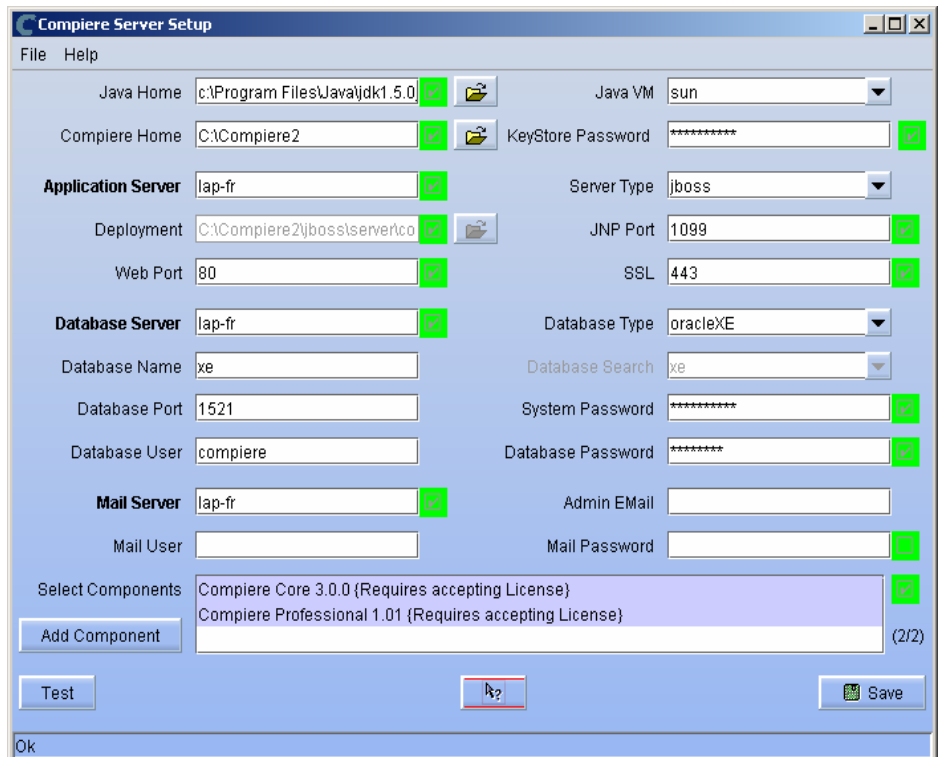 Compiere Server Setup
File Help
Java Home c:\Program Files\Java\jdk1.5.0 Java VM sun
Compiere Home C:\Compiere2 KeyStore Password **********
Application Server lap-fr Server Type jboss
Deployment C:\Compiere2\jboss\server\co JNP Port 1099
Web Port 80 SSL 443
Database Server lap-fr Database Type oracleXE
Database Name xe Database Search xe
Database Port 1521 System Password **********
Database User compiere Database Password ********
Mail Server lap-fr Admin EMail
Mail User Mail Password
Select Components Compiere Core 3.0.0 {Requires accepting License}
Compiere Professional 1.01 {Requires accepting License}
Add Component (2/2)
Test ? Save
Ok